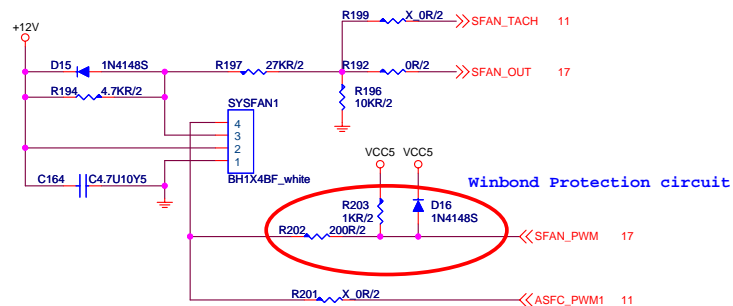 R199 X_0R/2 SFAN_TACH 11
+12V
D15 1N4148S R197 27KR/2 R192 0R/2 SFAN_OUT 17
R194 4.7KR/2 SYSFAN1 R196
10KR/2
4
3
2
1
VCC5 VCC5
C164 C4.7U10Y5 BH1X4BF_white
Winbond Protection circuit
R203 D16
1KR/2 1N4148S
R202 200R/2 SFAN_PWM 17
R201 X_0R/2 ASFC_PWM1 11